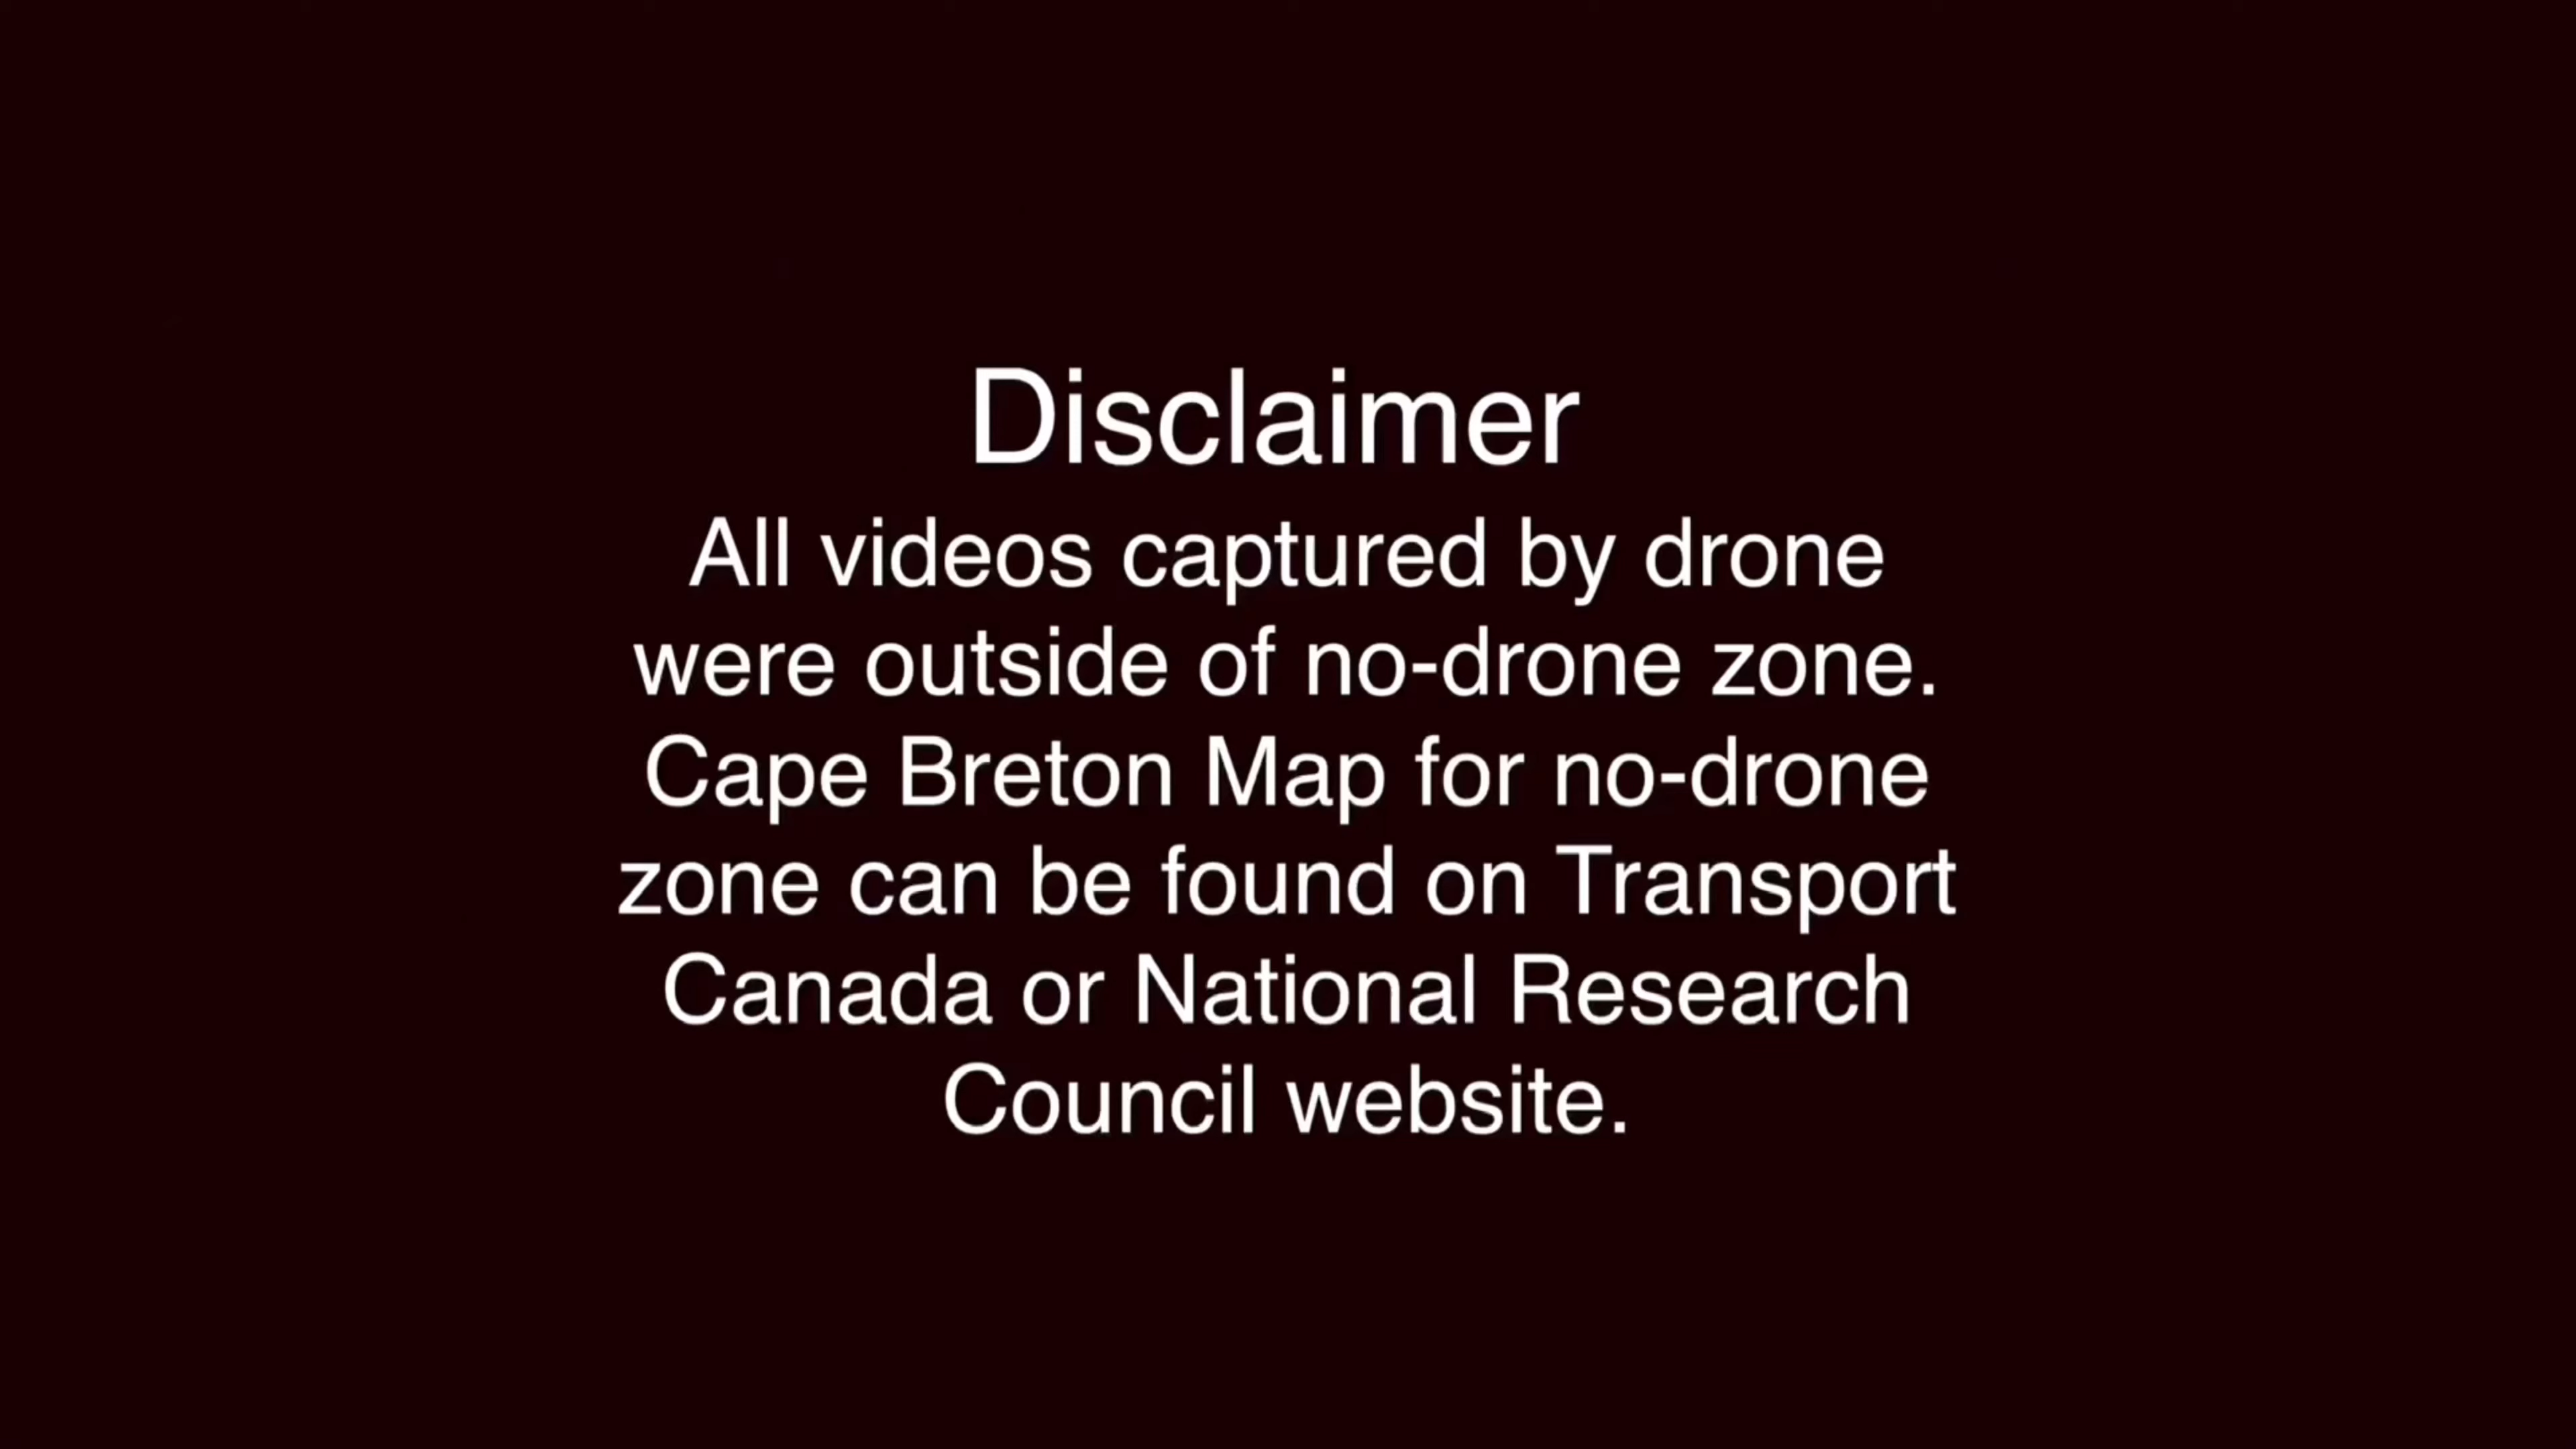 Disclaimer
All videos captured by drone
were outside of no-drone zone.
Cape Breton Map for no-drone
zone can be found on Transport
Canada or National Research
Council website.